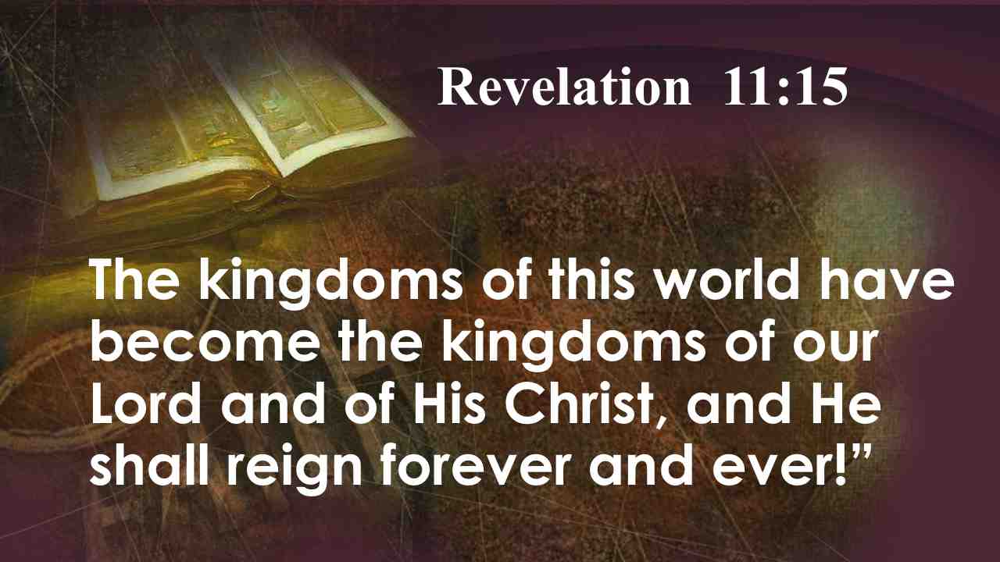 Revelation 11:15
The kingdoms of this world have
become the kingdoms of our
Lord and of His Christ, and He
shall reign forever and ever!”